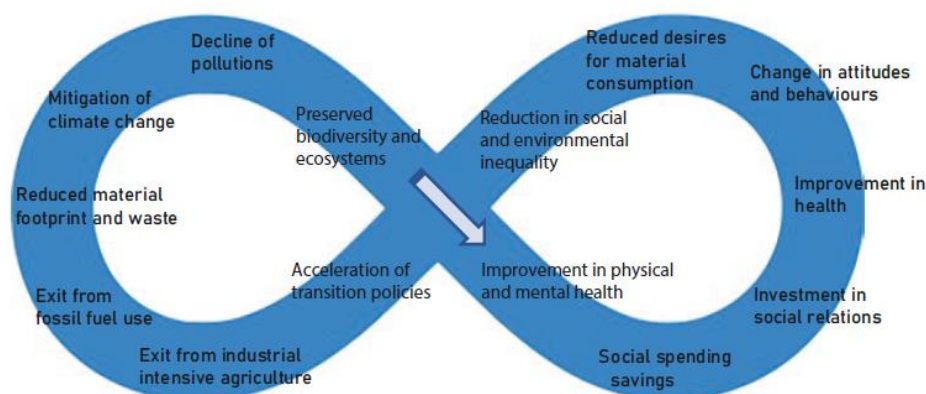 Decline of
pollutions
Mitigation of
climate change
Preserved
biodiversity and
ecosystems
Reduced material
footprint and waste
Acceleration of
transition policies
Exit from
fossil fuel use
Exit from industrial
intensive agriculture
Reduced desires
for material
consumption
Change in attitudes
and behaviours
Reduction in social
and environmental
inequality
Improvement in
health
Improvement in physical
and mental health
Investment in
social relations
Social spending
savings